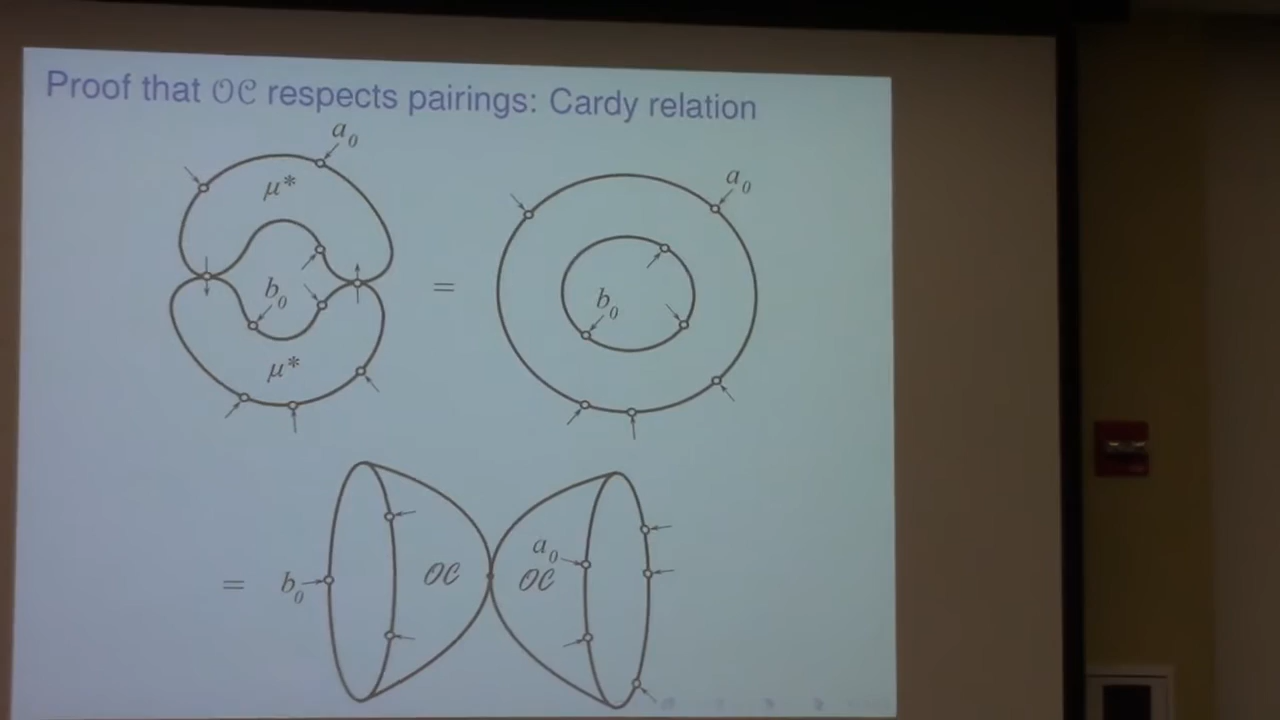 Proof that 𝒪𝒞 respects pairings: Cardy relation
a₀
μ*
b₀
μ*
=
a₀
b₀
=
b₀
𝒪𝒞
a₀
𝒪𝒞